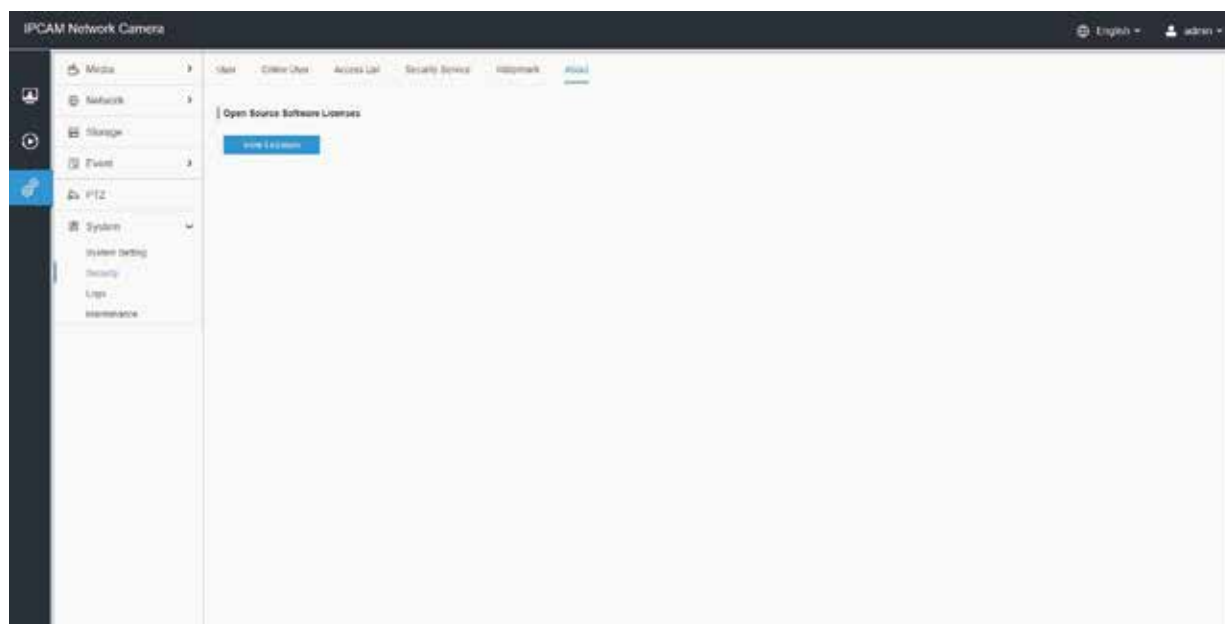 IPCAM Network Camera
English
admin
Media
Network
Storage
Event
PTZ
System
System Setting
Security
Logs
Maintenance
User Online User Access List Security Service Watermark About
Open Source Software Licenses
View Licenses